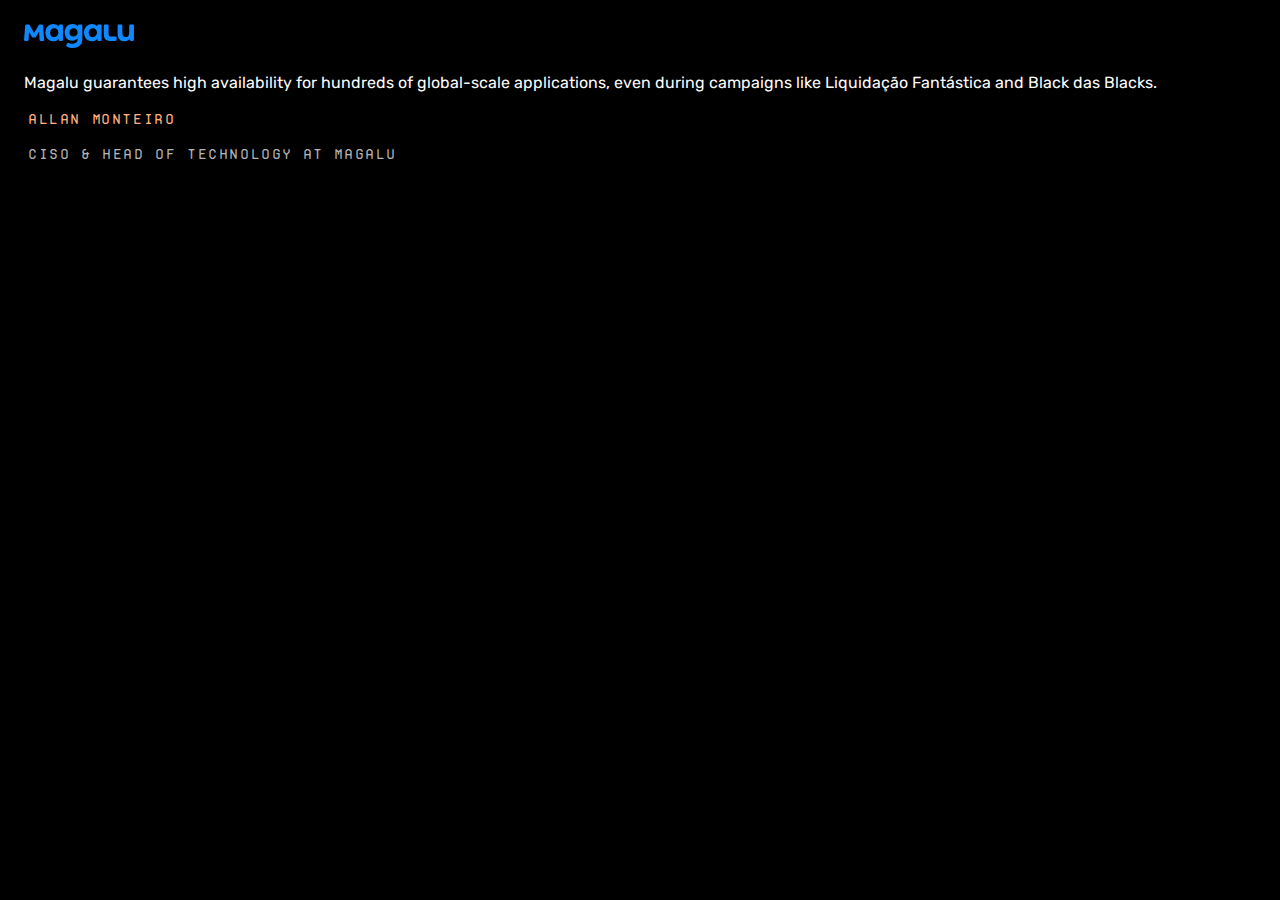 Magalu
Magalu guarantees high availability for hundreds of global-scale applications, even during campaigns like Liquidação Fantástica and Black das Blacks.
ALLAN MONTEIRO
CISO & HEAD OF TECHNOLOGY AT MAGALU